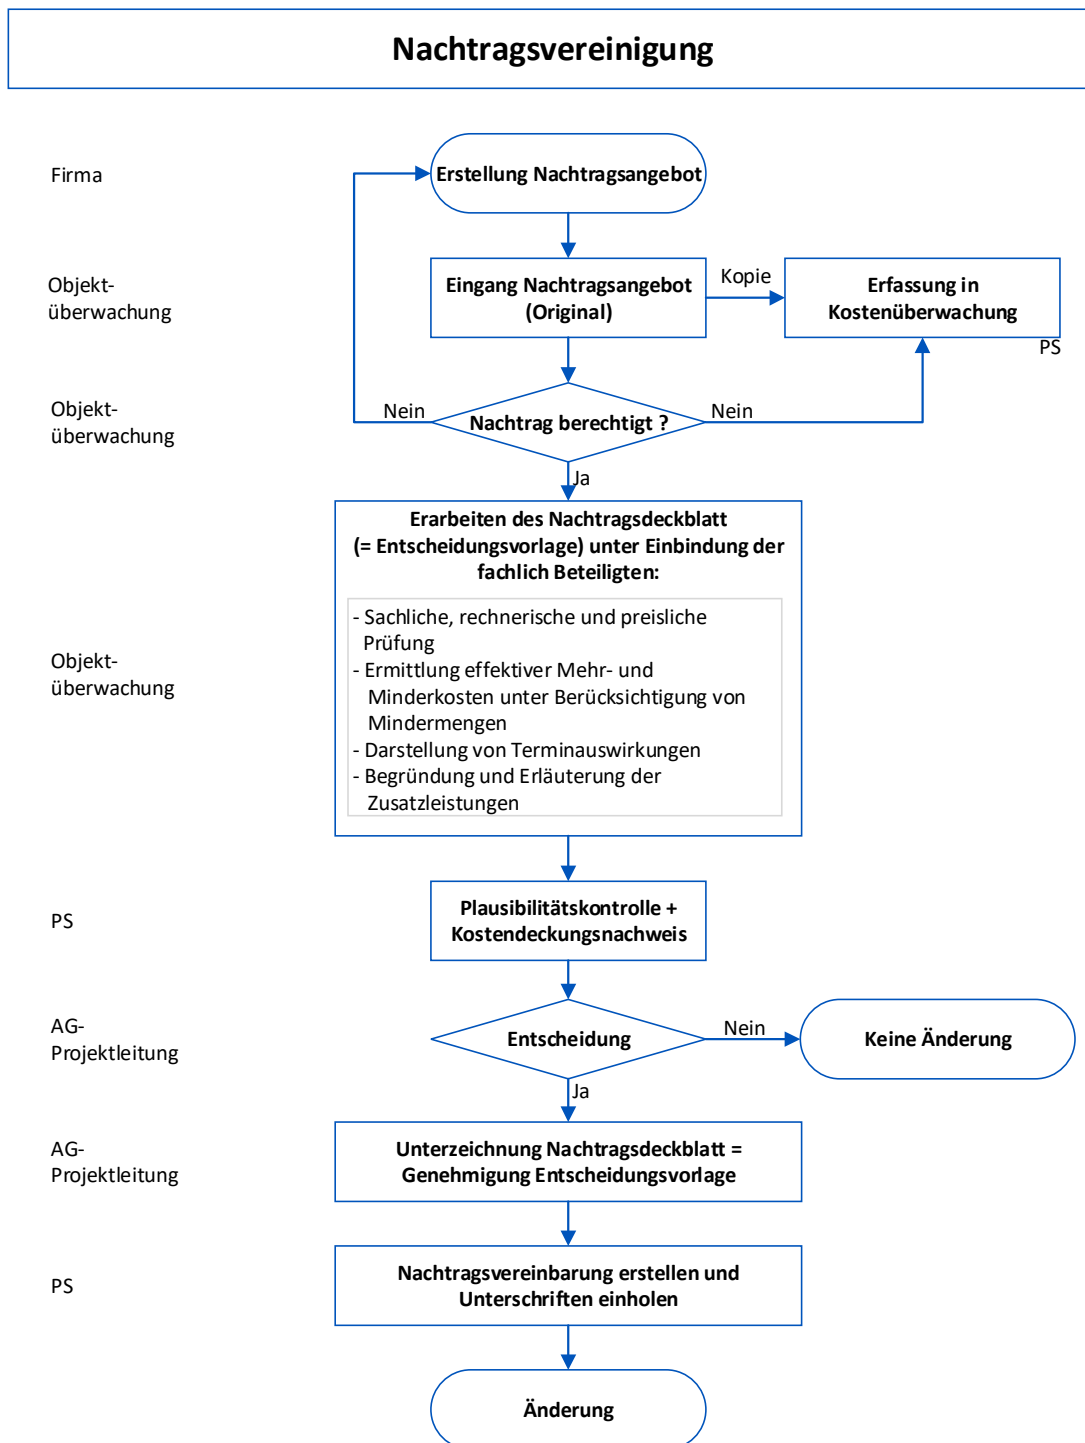 Nachtragsvereinigung
Firma
Erstellung Nachtragsangebot
Objekt-
überwachung
Eingang Nachtragsangebot
(Original)
Kopie
Erfassung in
Kostenüberwachung
PS
Objekt-
überwachung
Nein
Nachtrag berechtigt ?
Nein
Ja
Objekt-
überwachung
Erarbeiten des Nachtragsdeckblatt
(= Entscheidungsvorlage) unter Einbindung der
fachlich Beteiligten:
- Sachliche, rechnerische und preisliche
Prüfung
- Ermittlung effektiver Mehr- und
Minderkosten unter Berücksichtigung von
Mindermengen
- Darstellung von Terminauswirkungen
- Begründung und Erläuterung der
Zusatzleistungen
PS
Plausibilitätskontrolle +
Kostendeckungsnachweis
AG-
Projektleitung
Entscheidung
Nein
Keine Änderung
Ja
AG-
Projektleitung
Unterzeichnung Nachtragsdeckblatt =
Genehmigung Entscheidungsvorlage
PS
Nachtragsvereinbarung erstellen und
Unterschriften einholen
Änderung